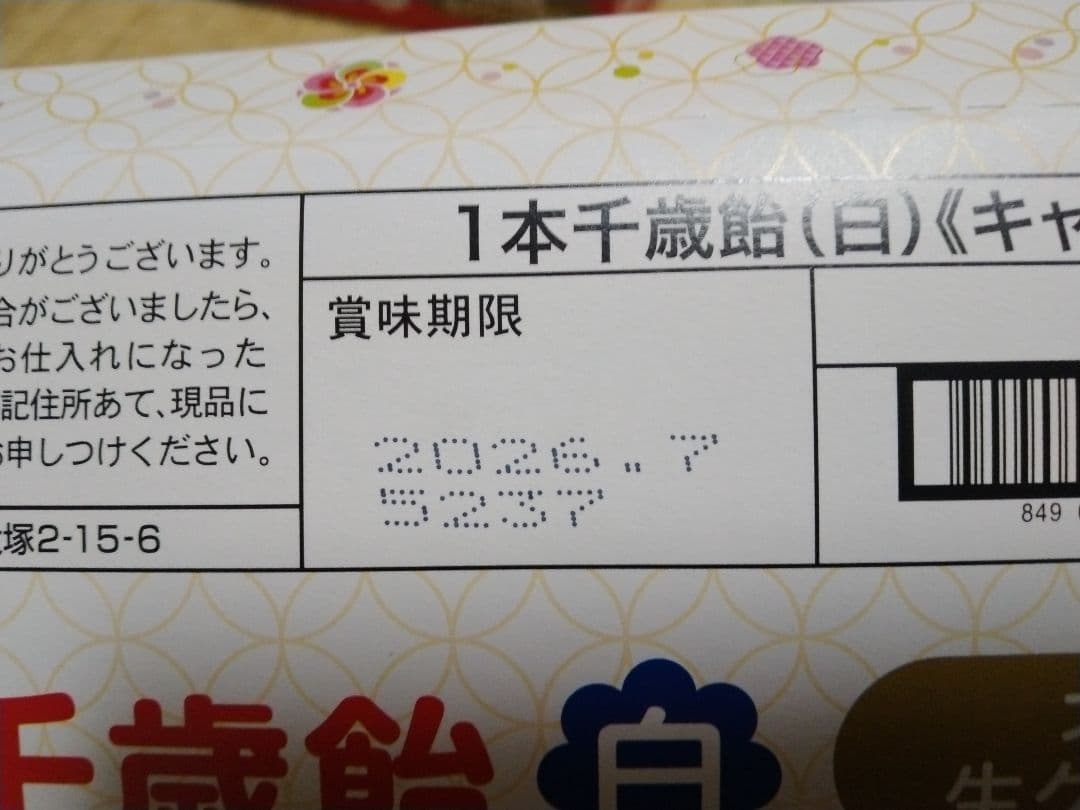 りがとうございます。
合がございましたら、
お仕入れになった
記住所あて、現品に
お申しつけください。
塚2-15-6
1本千歳飴(白)《キャ
賞味期限
2026.7
5237
849
千歳飴 白